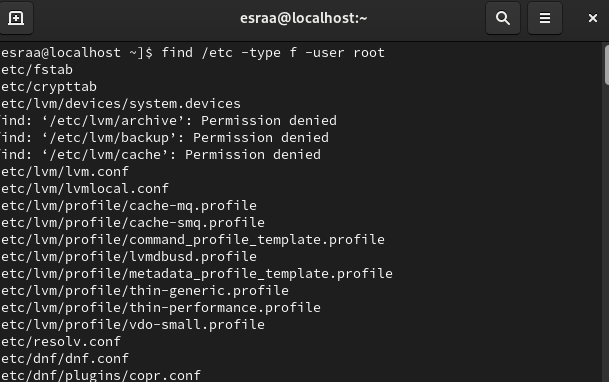 esraa@localhost:~
esraa@localhost ~]$ find /etc -type f -user root
etc/fstab
etc/crypttab
etc/lvm/devices/system.devices
ind: ‘/etc/lvm/archive’: Permission denied
ind: ‘/etc/lvm/backup’: Permission denied
ind: ‘/etc/lvm/cache’: Permission denied
etc/lvm/lvm.conf
etc/lvm/lvmlocal.conf
etc/lvm/profile/cache-mq.profile
etc/lvm/profile/cache-smq.profile
etc/lvm/profile/command_profile_template.profile
etc/lvm/profile/lvmdbusd.profile
etc/lvm/profile/metadata_profile_template.profile
etc/lvm/profile/thin-generic.profile
etc/lvm/profile/thin-performance.profile
etc/lvm/profile/vdo-small.profile
etc/resolv.conf
etc/dnf/dnf.conf
etc/dnf/plugins/copr.conf